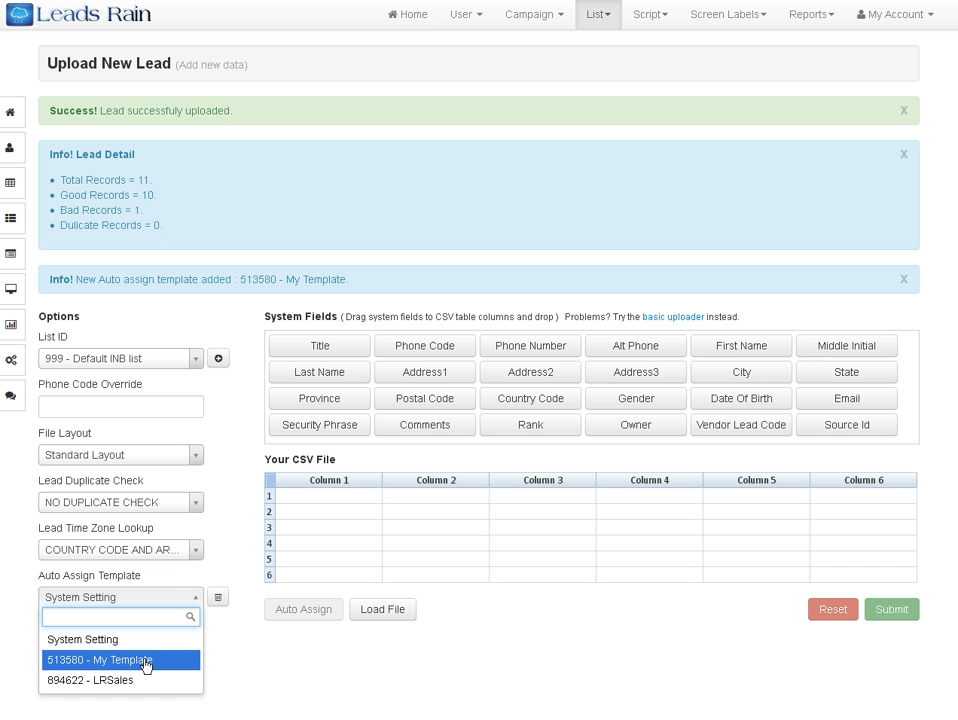 Leads Rain
Home User Campaign List Script Screen Labels Reports My Account
Upload New Lead (Add new data)
Success! Lead successfuly uploaded. X
Info! Lead Detail X
Total Records = 11.
Good Records = 10.
Bad Records = 1.
Dulicate Records = 0.
Info! New Auto assign template added : 513580 - My Template. X
Options
List ID
999 - Default INB list
Phone Code Override
File Layout
Standard Layout
Lead Duplicate Check
NO DUPLICATE CHECK
Lead Time Zone Lookup
COUNTRY CODE AND AR...
Auto Assign Template
System Setting
System Setting
513580 - My Template
894622 - LRSales
System Fields ( Drag system fields to CSV table columns and drop ) Problems? Try the basic uploader instead.
Title Phone Code Phone Number Alt Phone First Name Middle Initial
Last Name Address1 Address2 Address3 City State
Province Postal Code Country Code Gender Date Of Birth Email
Security Phrase Comments Rank Owner Vendor Lead Code Source Id
Your CSV File
Column 1 Column 2 Column 3 Column 4 Column 5 Column 6
1
2
3
4
5
6
Auto Assign Load File Reset Submit